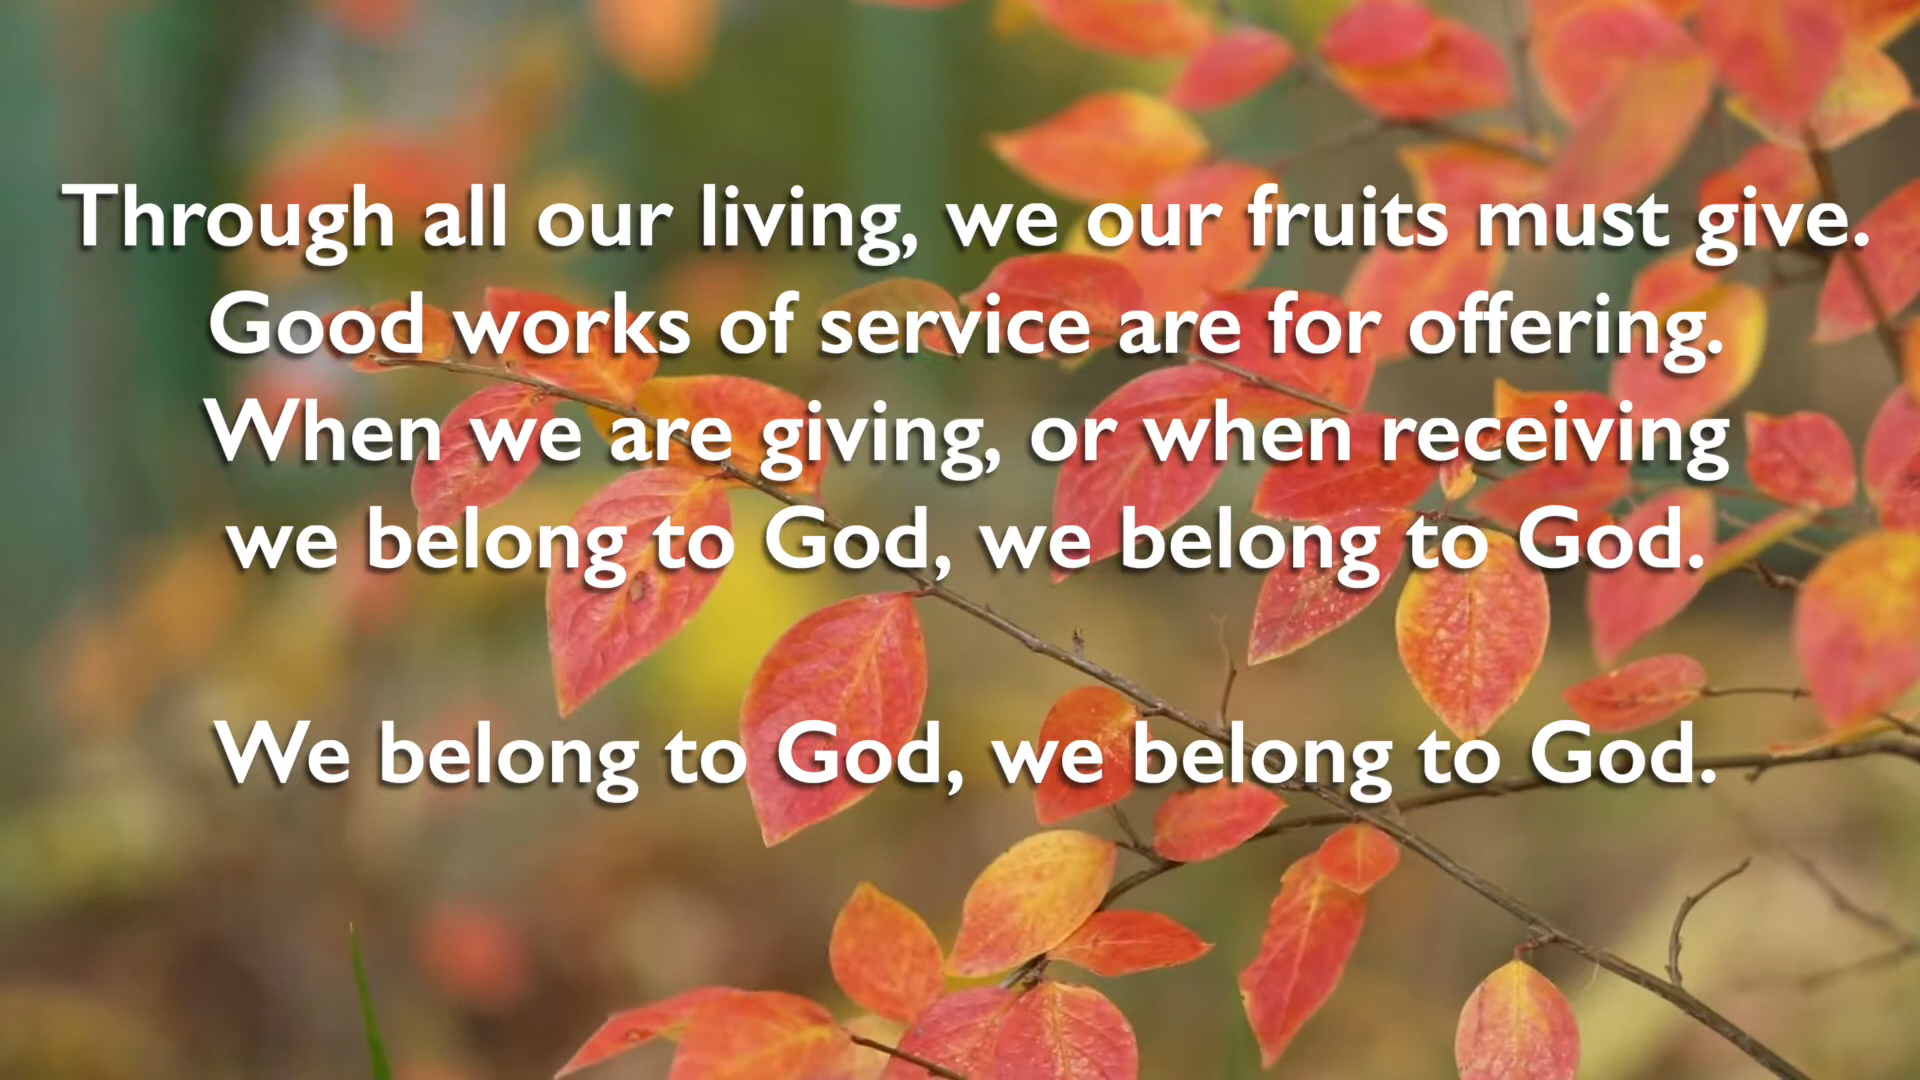 Through all our living, we our fruits must give.
Good works of service are for offering.
When we are giving, or when receiving
we belong to God, we belong to God.
We belong to God, we belong to God.